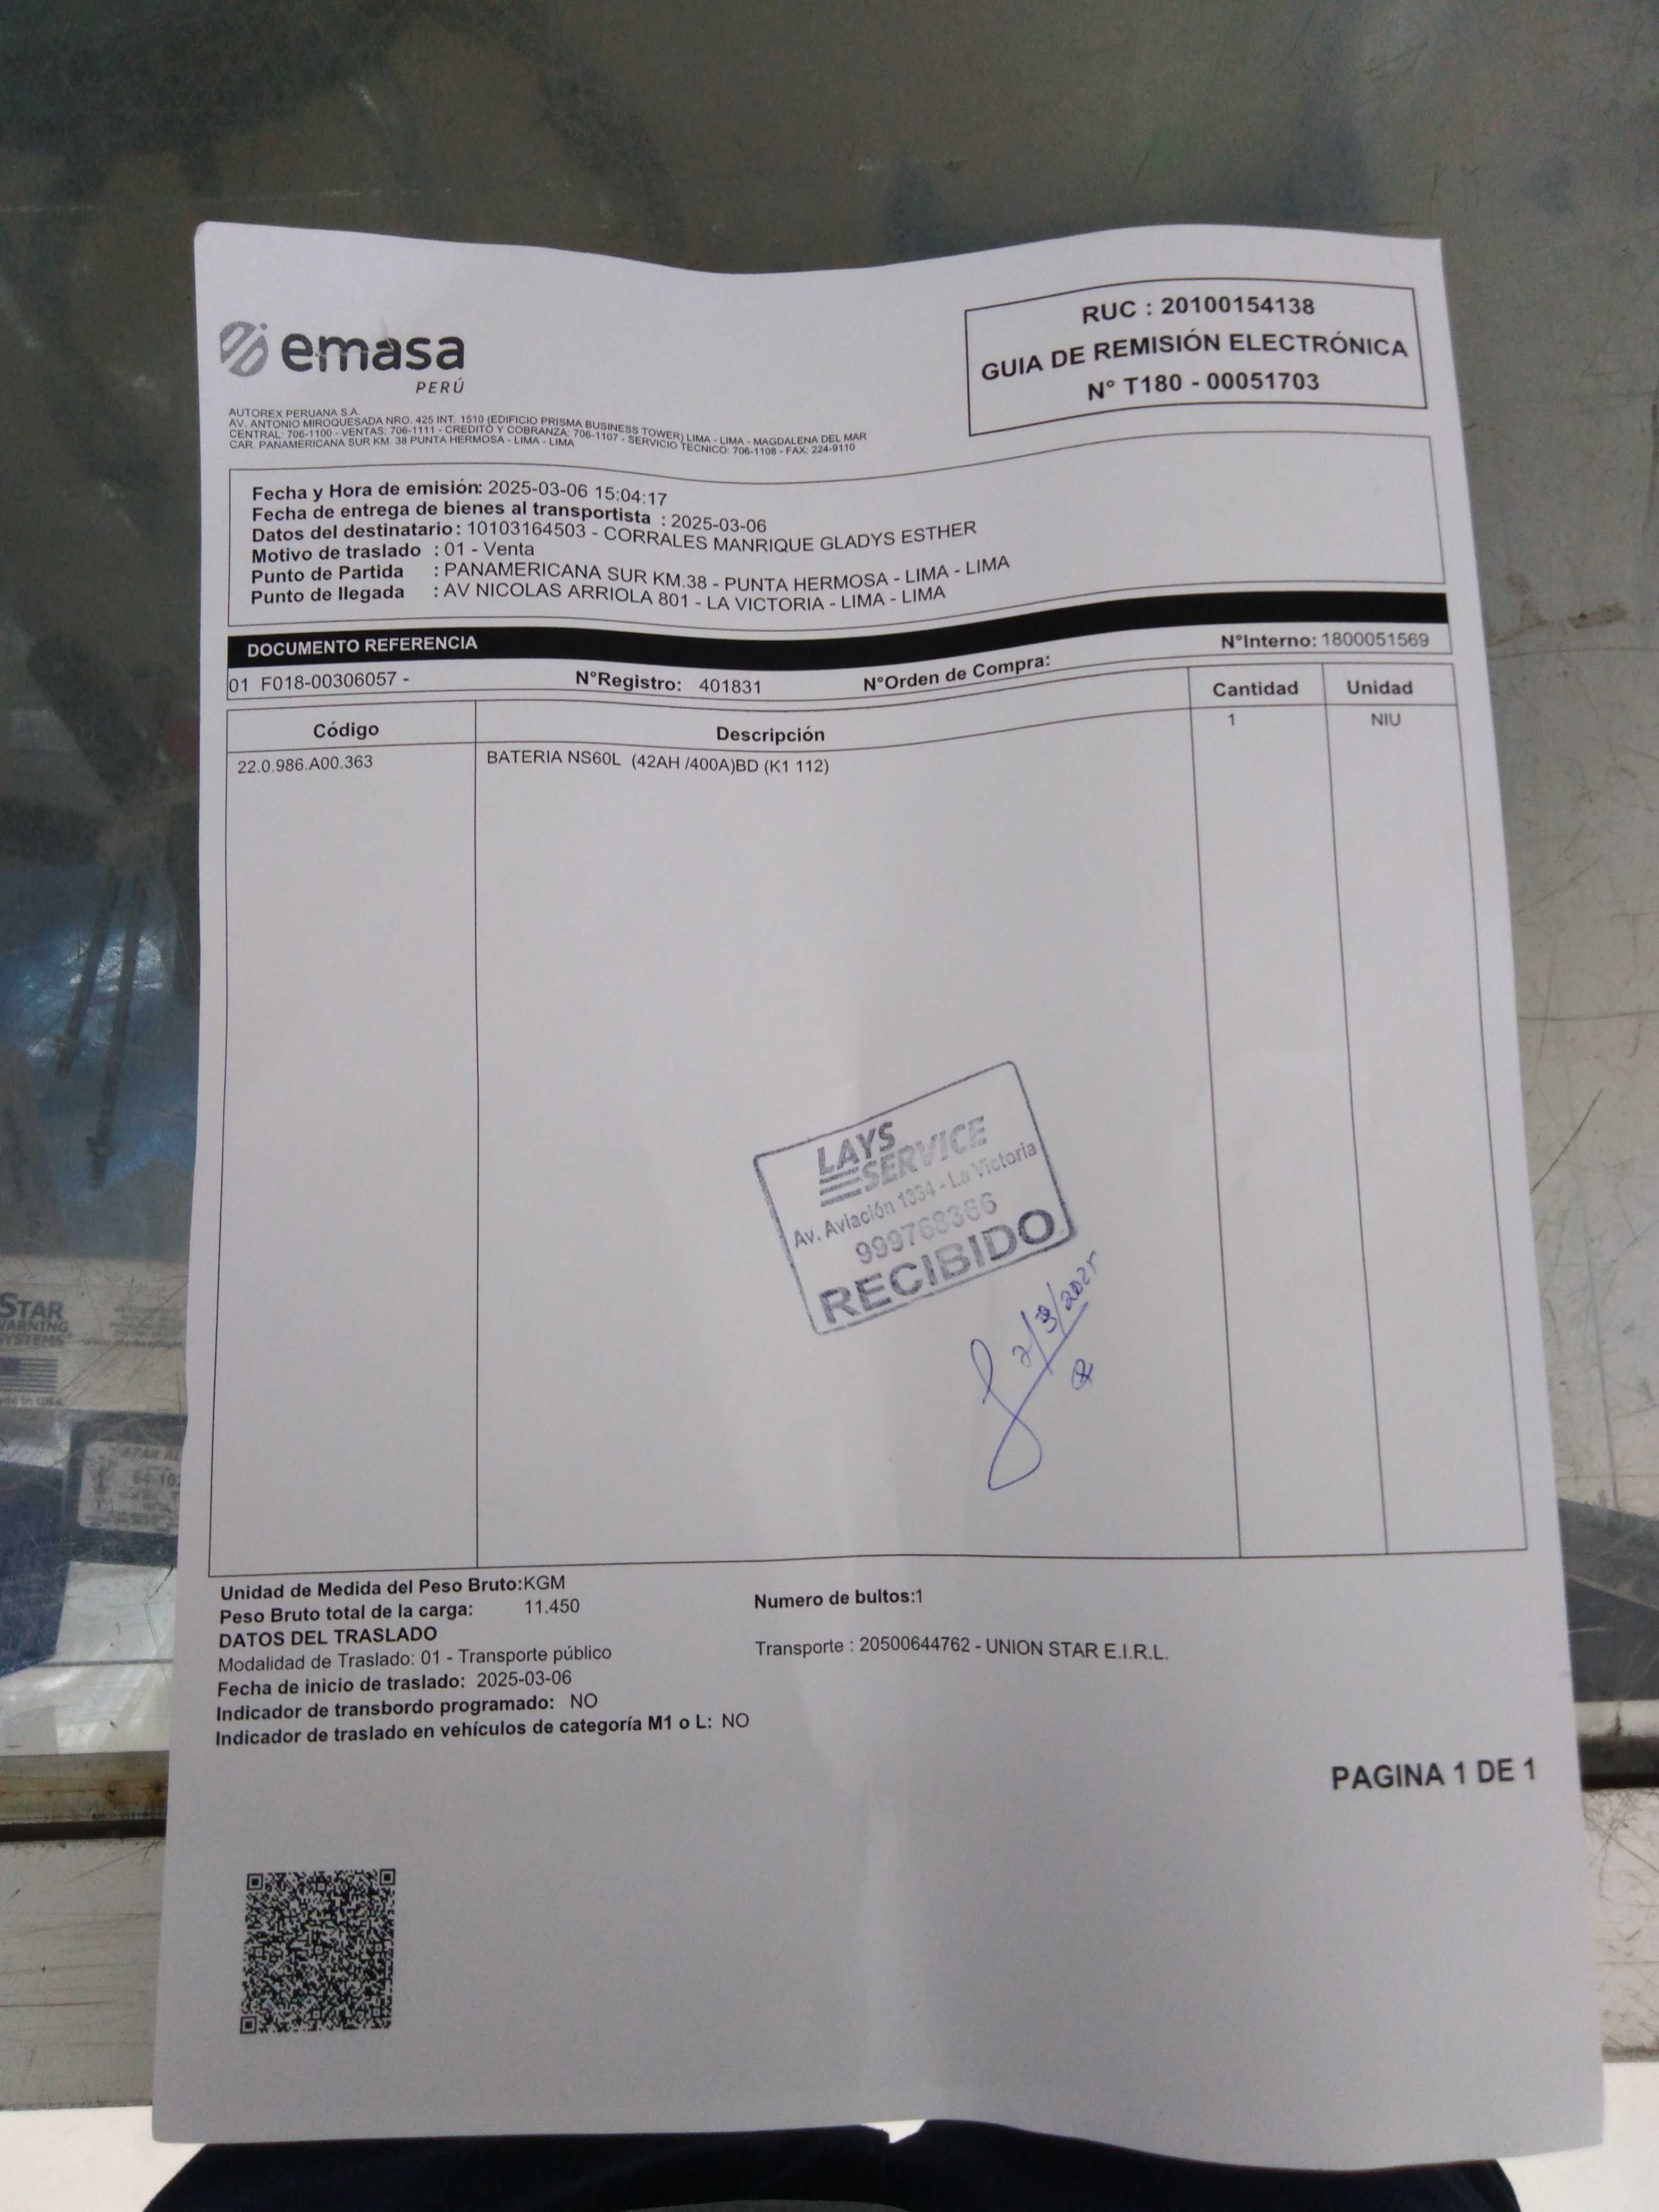 emasa
PERÚ
RUC : 20100154138
GUIA DE REMISIÓN ELECTRÓNICA
N° T180 - 00051703
AUTOREX PERUANA S.A.
AV. ANTONIO MIROQUESADA NRO. 425 INT. 1510 (EDIFICIO PRISMA BUSINESS TOWER) LIMA - LIMA - MAGDALENA DEL MAR
CENTRAL: 706-1100 - VENTAS: 706-1111 - CREDITO Y COBRANZA: 706-1107 - SERVICIO TECNICO: 706-1108 - FAX: 224-9110
CAR. PANAMERICANA SUR KM. 38 PUNTA HERMOSA - LIMA - LIMA
Fecha y Hora de emisión: 2025-03-06 15:04:17
Fecha de entrega de bienes al transportista : 2025-03-06
Datos del destinatario : 10103164503 - CORRALES MANRIQUE GLADYS ESTHER
Motivo de traslado : 01 - Venta
Punto de Partida : PANAMERICANA SUR KM.38 - PUNTA HERMOSA - LIMA - LIMA
Punto de llegada : AV NICOLAS ARRIOLA 801 - LA VICTORIA - LIMA - LIMA
DOCUMENTO REFERENCIA
01 F018-00306057 - N°Registro: 401831 N°Orden de Compra: N°Interno: 1800051569
Código Descripción Cantidad Unidad
22.0.986.A00.363 BATERIA NS60L (42AH /400A)BD (K1 112) 1 NIU
LAYS
SERVICE
Av. Aviación 1334 - La Victoria
999768366
RECIBIDO
Unidad de Medida del Peso Bruto:KGM
Peso Bruto total de la carga: 11.450
Numero de bultos:1
DATOS DEL TRASLADO
Modalidad de Traslado: 01 - Transporte público
Transporte : 20500644762 - UNION STAR E.I.R.L.
Fecha de inicio de traslado: 2025-03-06
Indicador de transbordo programado: NO
Indicador de traslado en vehículos de categoría M1 o L: NO
PAGINA 1 DE 1
STAR
WARNING
SYSTEMS